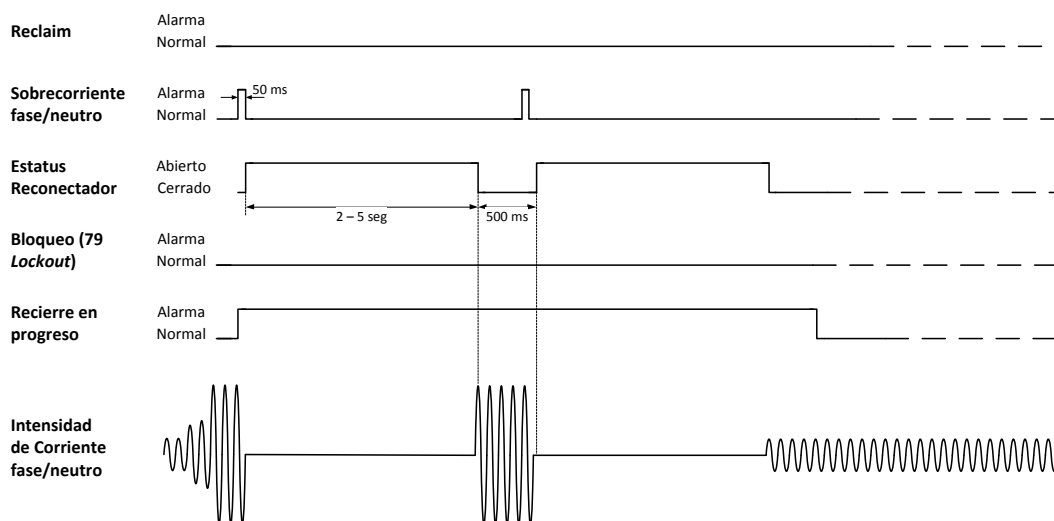 Reclaim
Alarma
Normal
Sobrecorriente
fase/neutro
Alarma
Normal
50 ms
Estatus
Reconectador
Abierto
Cerrado
2 – 5 seg
500 ms
Bloqueo (79
Lockout)
Alarma
Normal
Recierre en
progreso
Alarma
Normal
Intensidad
de Corriente
fase/neutro